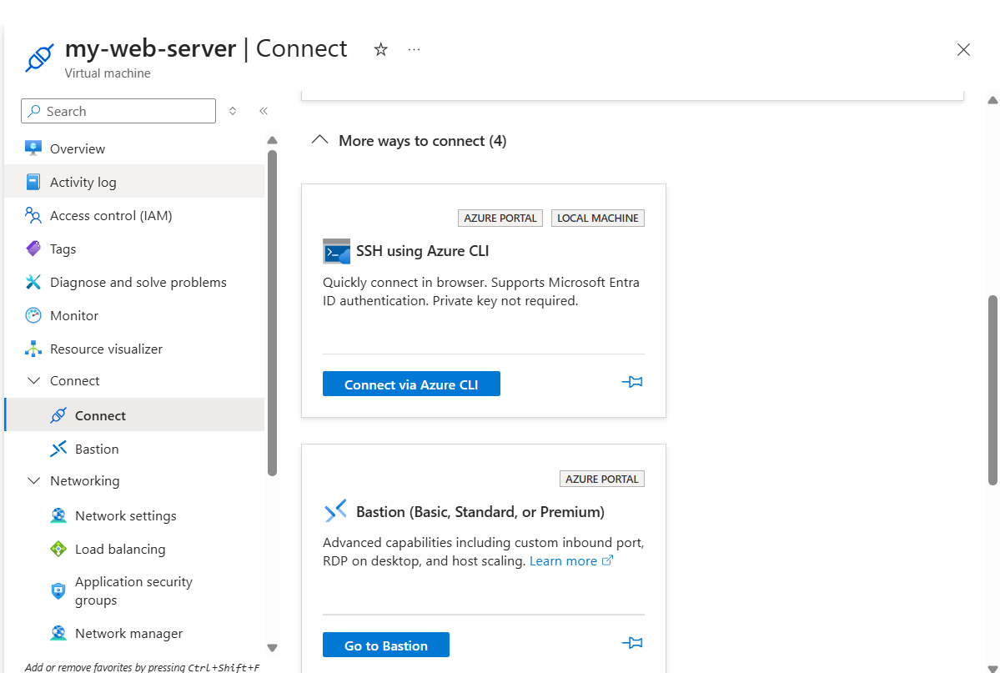 my-web-server | Connect
Virtual machine
Search
Overview
Activity log
Access control (IAM)
Tags
Diagnose and solve problems
Monitor
Resource visualizer
Connect
Connect
Bastion
Networking
Network settings
Load balancing
Application security
groups
Network manager
Add or remove favorites by pressing Ctrl+Shift+F
More ways to connect (4)
AZURE PORTAL
LOCAL MACHINE
SSH using Azure CLI
Quickly connect in browser. Supports Microsoft Entra
ID authentication. Private key not required.
Connect via Azure CLI
AZURE PORTAL
Bastion (Basic, Standard, or Premium)
Advanced capabilities including custom inbound port,
RDP on desktop, and host scaling. Learn more
Go to Bastion